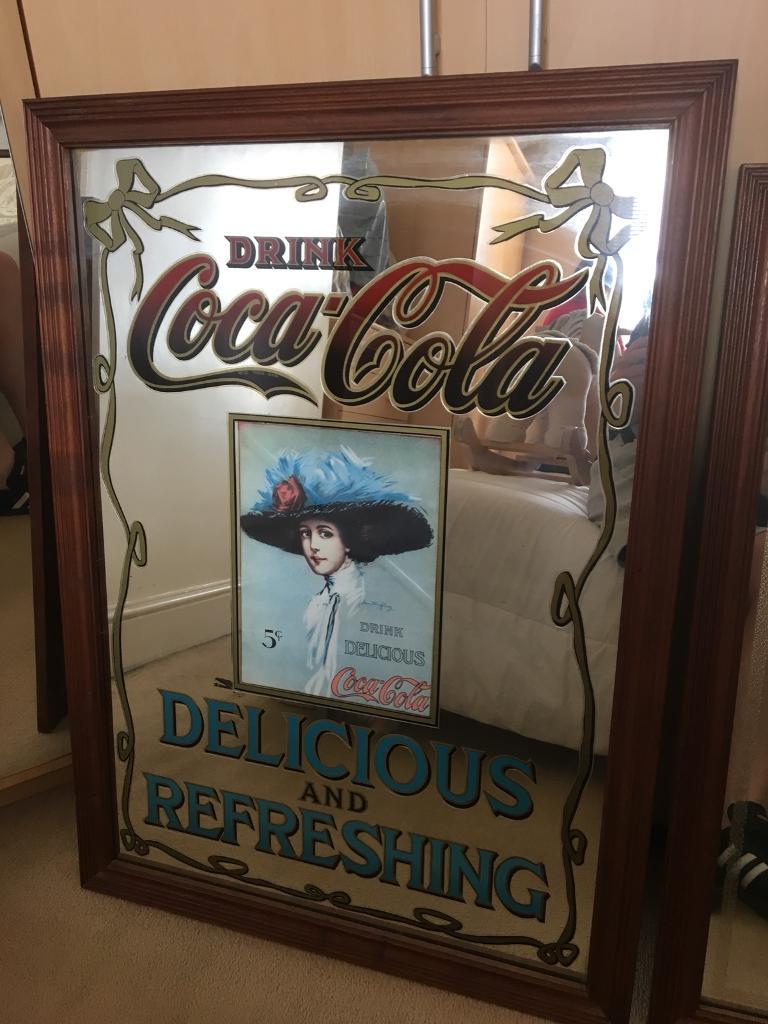 DRINK
Coca-Cola
5¢
DRINK
DELICIOUS
Coca-Cola
DELICIOUS
AND
REFRESHING